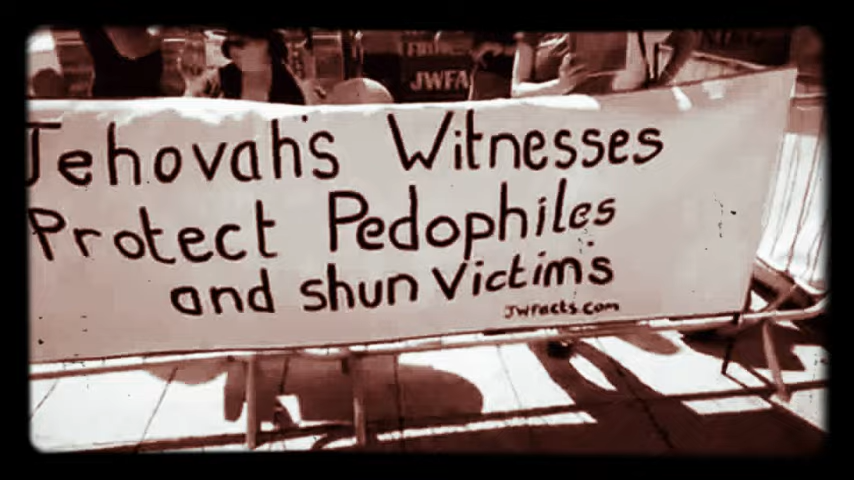 JWFA
Jehovah's Witnesses
Protect Pedophiles
and shun victims
JWfacts.com